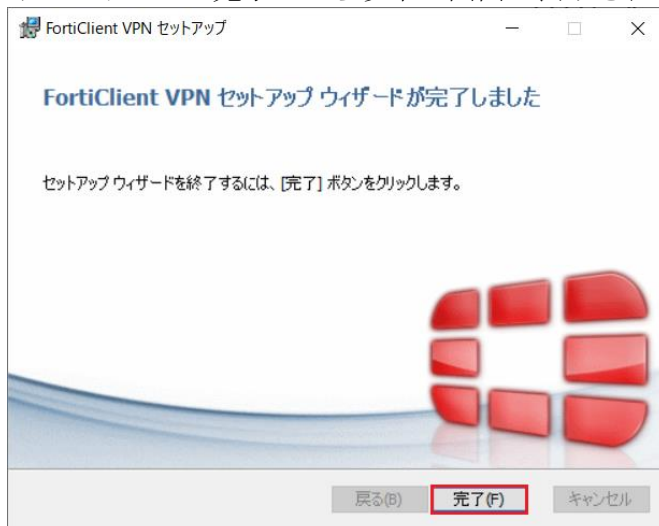 FortiClient VPN セットアップ
FortiClient VPN セットアップ ウィザードが完了しました
セットアップ ウィザードを終了するには、[完了] ボタンをクリックします。
戻る(B) 完了(F) キャンセル